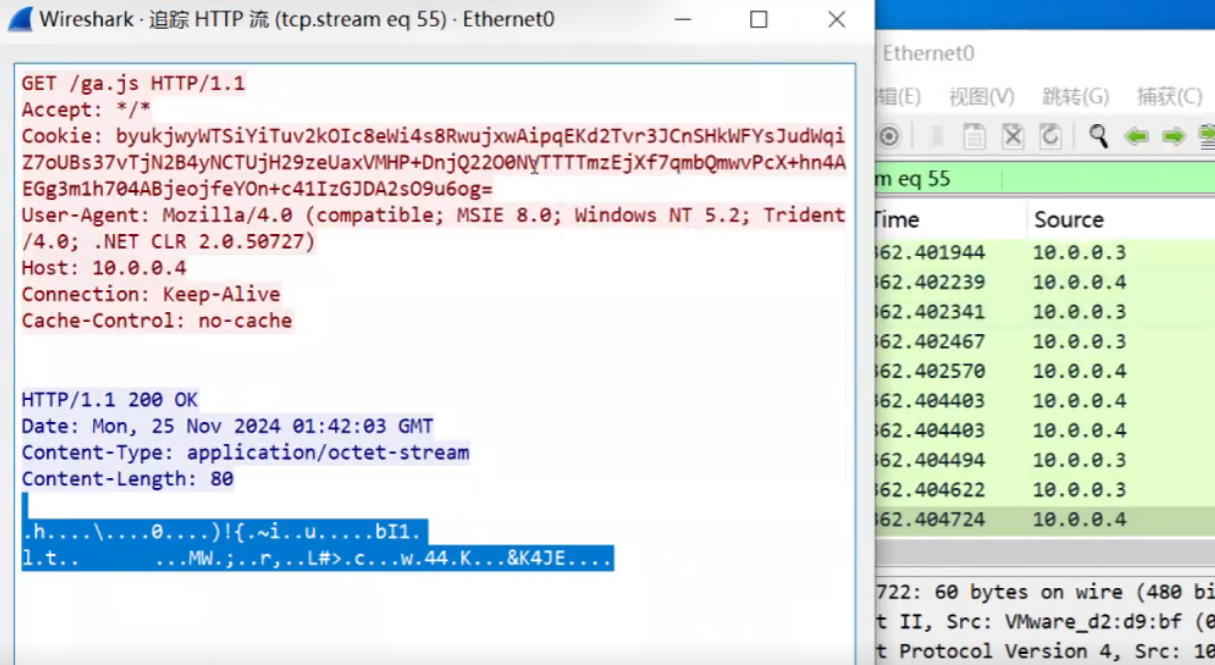 Wireshark · 追踪 HTTP 流 (tcp.stream eq 55) · Ethernet0
GET /ga.js HTTP/1.1
Accept: */*
Cookie: byukjwyWTSiYiTuv2kOIc8eWi4s8RwujxwAipqEKd2Tvr3JCnSHkWFYsJudWqi
Z7oUBs37vTjN2B4yNCTUjH29zeUaxVMHP+DnjQ22O0NVTTTTmzEjXf7qmbQmwvPcX+hn4A
EGg3m1h704ABjeojfeYOn+c41IzGJDA2sO9u6og=
User-Agent: Mozilla/4.0 (compatible; MSIE 8.0; Windows NT 5.2; Trident
/4.0; .NET CLR 2.0.50727)
Host: 10.0.0.4
Connection: Keep-Alive
Cache-Control: no-cache
HTTP/1.1 200 OK
Date: Mon, 25 Nov 2024 01:42:03 GMT
Content-Type: application/octet-stream
Content-Length: 80
.h....\....0....)!{.~i..u.....bI1.
l.t..	...MW.;..r,..L#>.c...w.44.K...&K4JE....
Ethernet0
辑(E) 视图(V) 跳转(G) 捕获(C)
m eq 55
Time Source
362.401944 10.0.0.3
362.402239 10.0.0.4
362.402341 10.0.0.3
362.402467 10.0.0.3
362.402570 10.0.0.4
362.404403 10.0.0.4
362.404403 10.0.0.4
362.404494 10.0.0.3
362.404622 10.0.0.3
362.404724 10.0.0.4
722: 60 bytes on wire (480 bi
t II, Src: VMware_d2:d9:bf (0
t Protocol Version 4, Src: 10